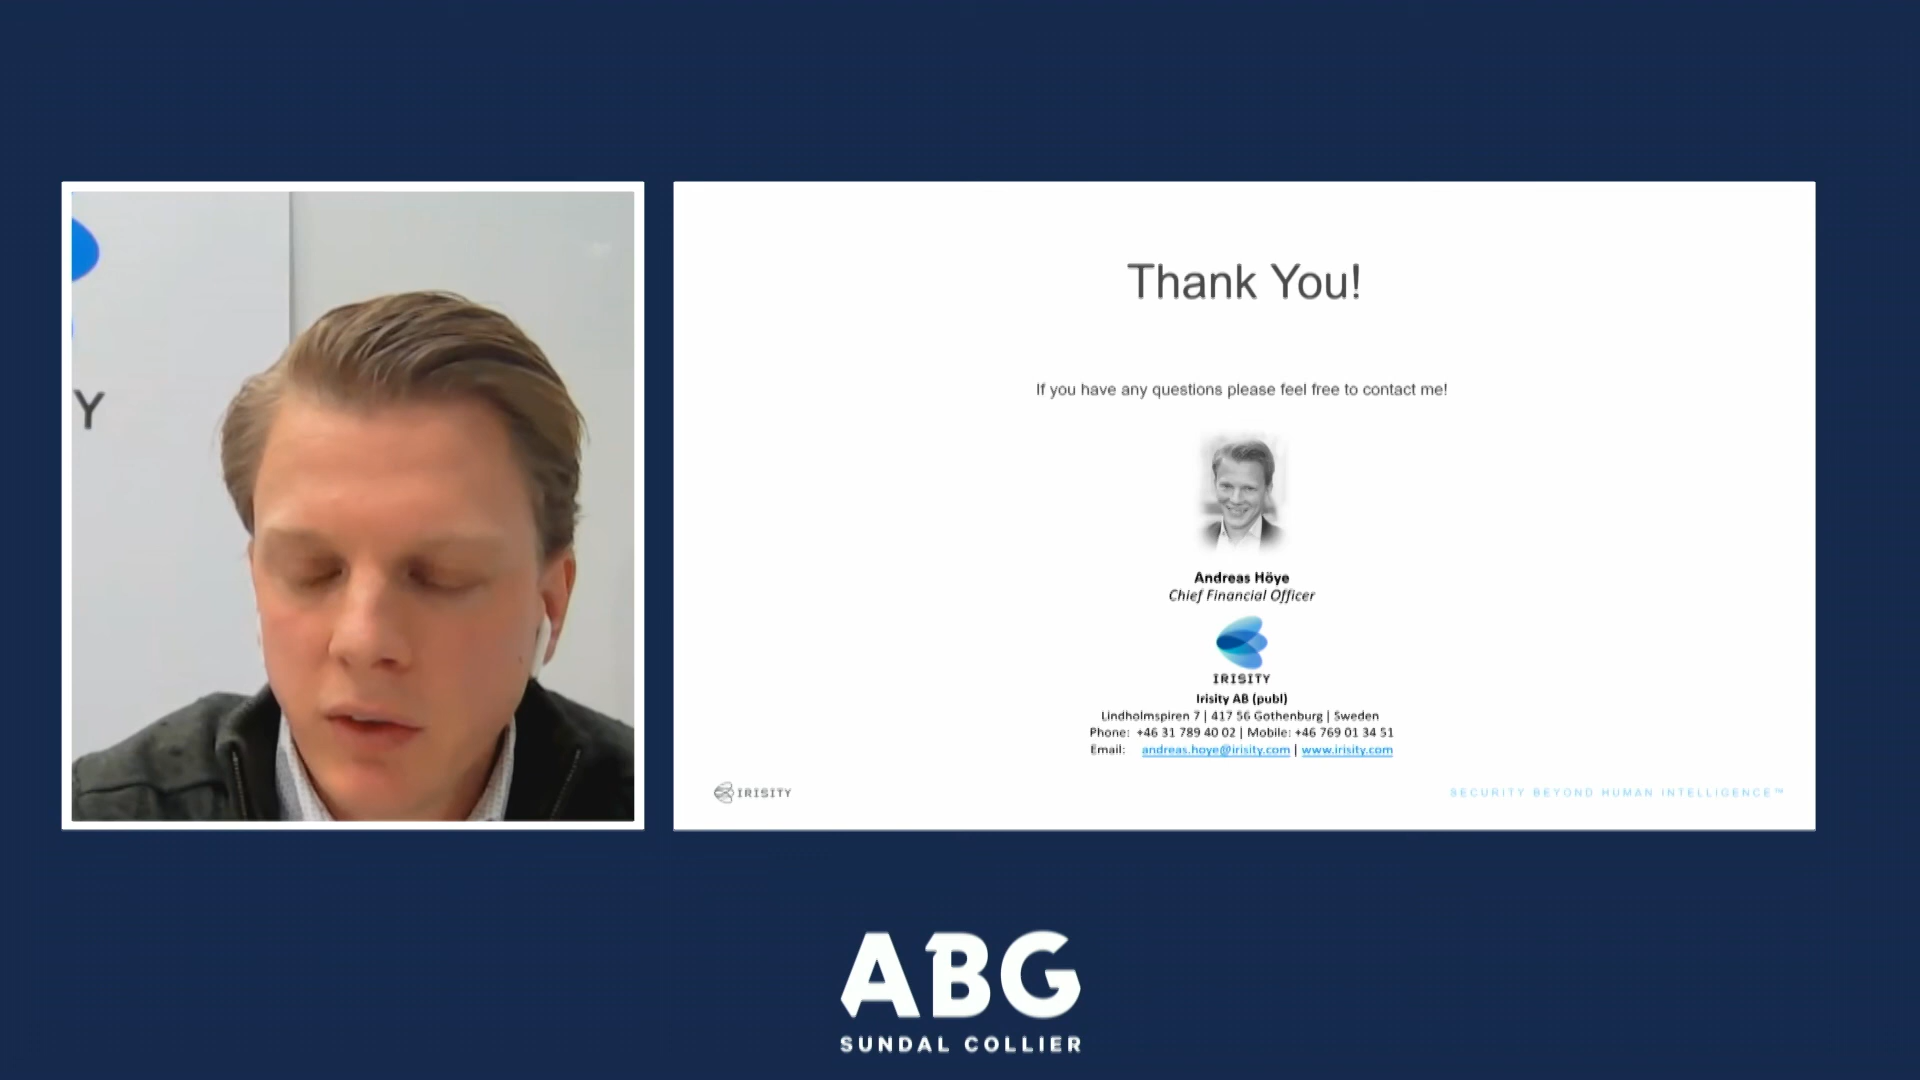 Y
Thank You!
If you have any questions please feel free to contact me!
Andreas Höye
Chief Financial Officer
IRISITY
Irisity AB (publ)
Lindholmspiren 7 | 417 56 Gothenburg | Sweden
Phone: +46 31 789 40 02 | Mobile: +46 769 01 34 51
Email: andreas.hoye@irisity.com | www.irisity.com
IRISITY
SECURITY BEYOND HUMAN INTELLIGENCE™
ABG
SUNDAL COLLIER